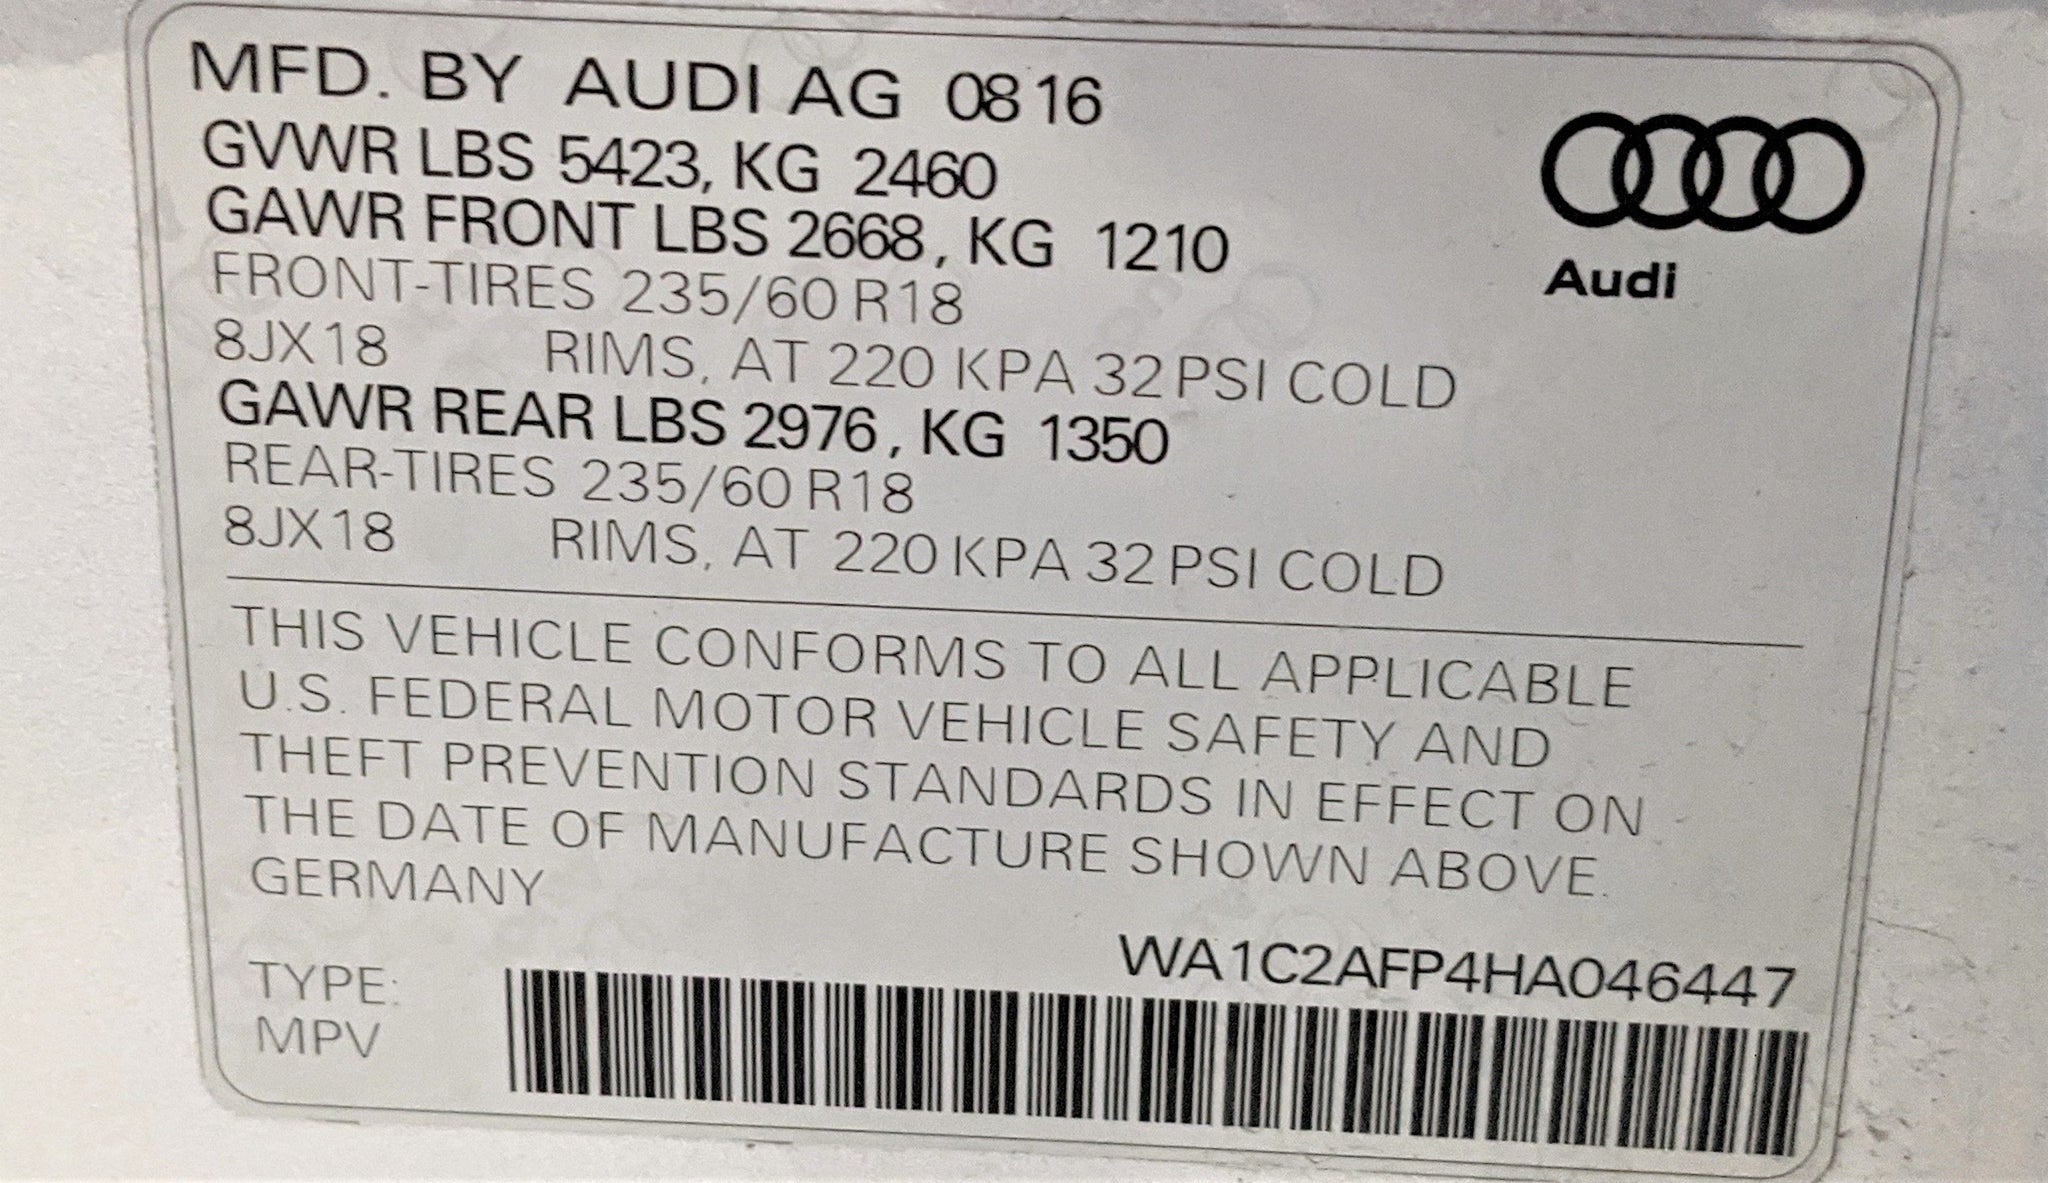 MFD. BY AUDI AG 08 16
GVWR LBS 5423, KG 2460
GAWR FRONT LBS 2668, KG 1210
FRONT-TIRES 235/60 R18
8JX18 RIMS, AT 220 KPA 32 PSI COLD
GAWR REAR LBS 2976, KG 1350
REAR-TIRES 235/60 R18
8JX18 RIMS, AT 220 KPA 32 PSI COLD
Audi
THIS VEHICLE CONFORMS TO ALL APPLICABLE
U.S. FEDERAL MOTOR VEHICLE SAFETY AND
THEFT PREVENTION STANDARDS IN EFFECT ON
THE DATE OF MANUFACTURE SHOWN ABOVE.
GERMANY
WA1C2AFP4HA046447
TYPE:
MPV